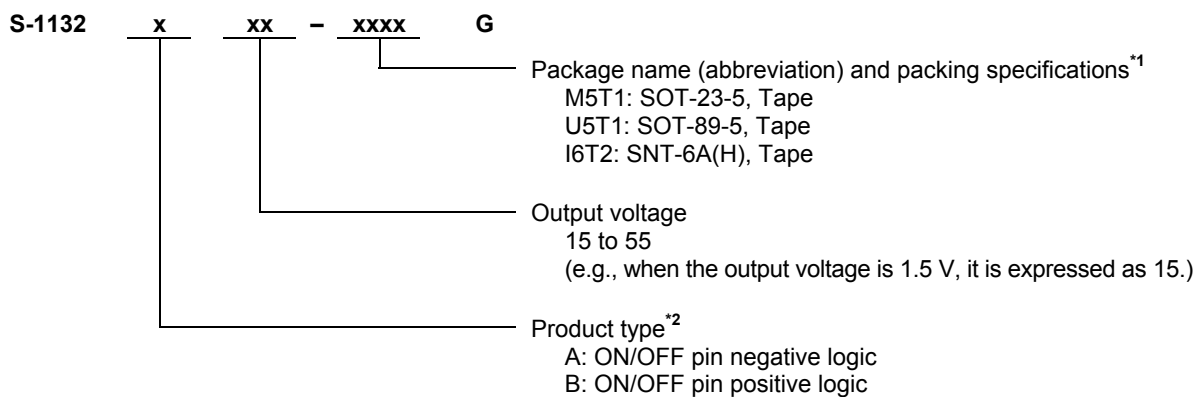 S-1132 x xx – xxxx G
Package name (abbreviation) and packing specifications*1
M5T1: SOT-23-5, Tape
U5T1: SOT-89-5, Tape
I6T2: SNT-6A(H), Tape
Output voltage
15 to 55
(e.g., when the output voltage is 1.5 V, it is expressed as 15.)
Product type*2
A: ON/OFF pin negative logic
B: ON/OFF pin positive logic